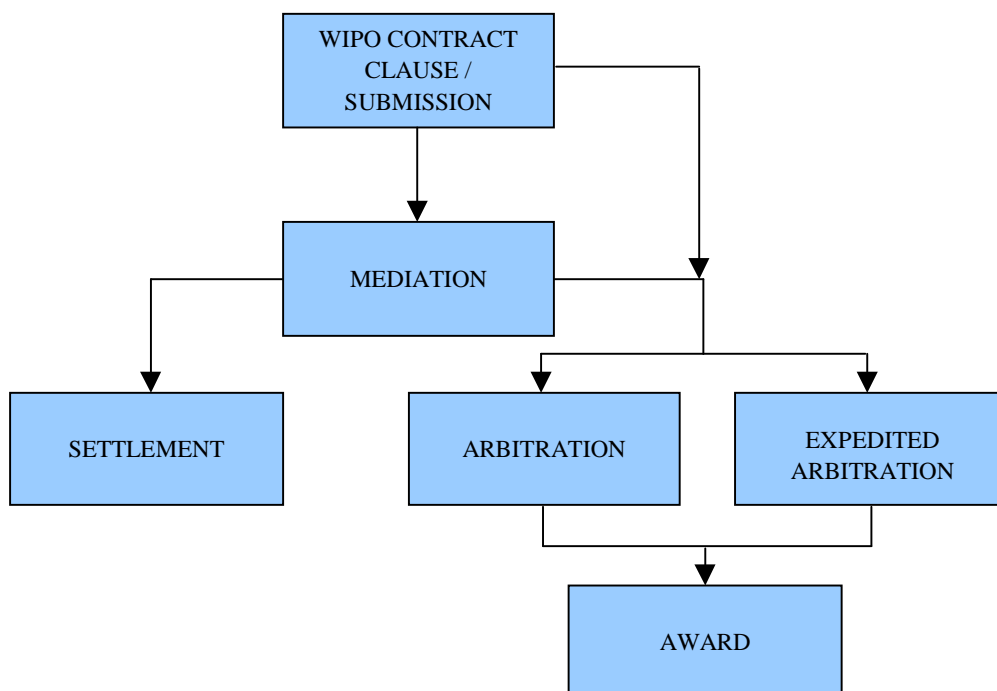 WIPO CONTRACT
CLAUSE /
SUBMISSION
MEDIATION
SETTLEMENT
ARBITRATION
EXPEDITED
ARBITRATION
AWARD